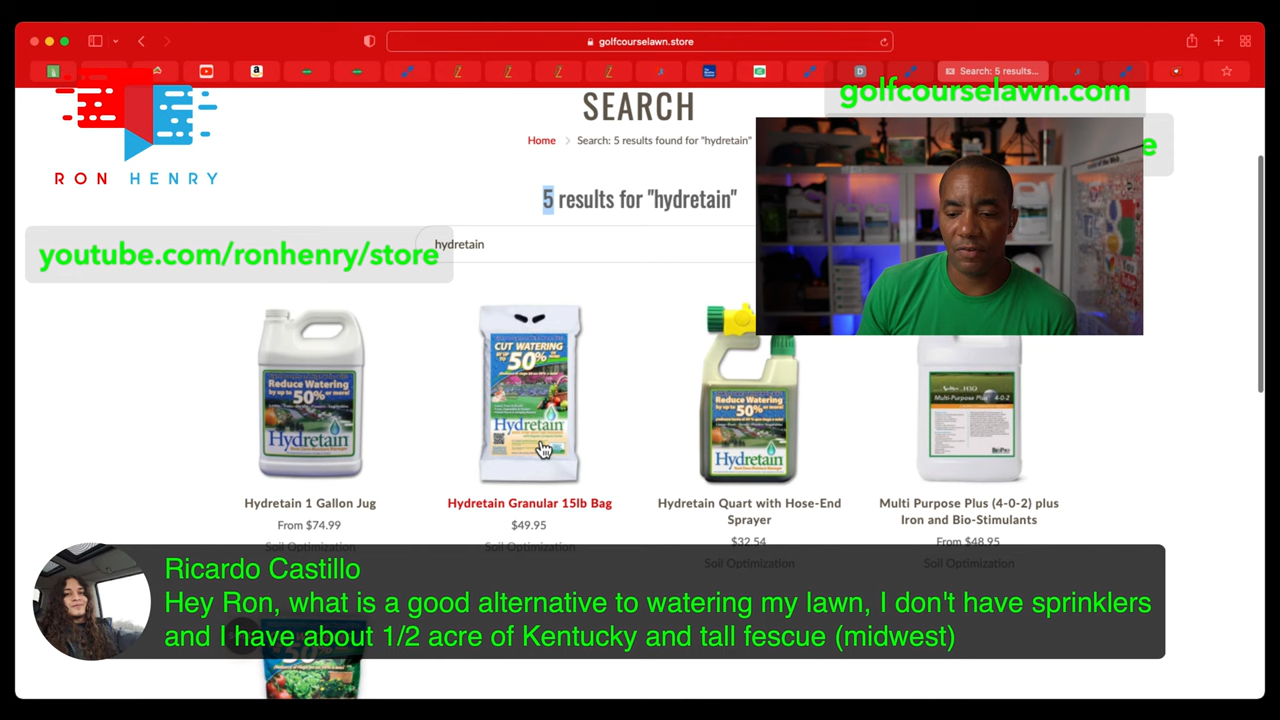 golfcourselawn.store
Search: 5 results...
golfcourselawn.com
SEARCH
Home
Search: 5 results found for "hydretain"
RON HENRY
5 results for "hydretain"
youtube.com/ronhenry/store
hydretain
Reduce Watering
by up to 50% or more!
Hydretain
CUT WATERING
BY UP TO 50% OR MORE
Hydretain
Reduce Watering
by up to 50% or more!
Hydretain
Multi-Purpose Plus 4-0-2
Hydretain 1 Gallon Jug
From $74.99
Soil Optimization
Hydretain Granular 15lb Bag
$49.95
Soil Optimization
Hydretain Quart with Hose-End
Sprayer
$32.54
Soil Optimization
Multi Purpose Plus (4-0-2) plus
Iron and Bio-Stimulants
From $48.95
Soil Optimization
Ricardo Castillo
Hey Ron, what is a good alternative to watering my lawn, I don't have sprinklers
and I have about 1/2 acre of Kentucky and tall fescue (midwest)